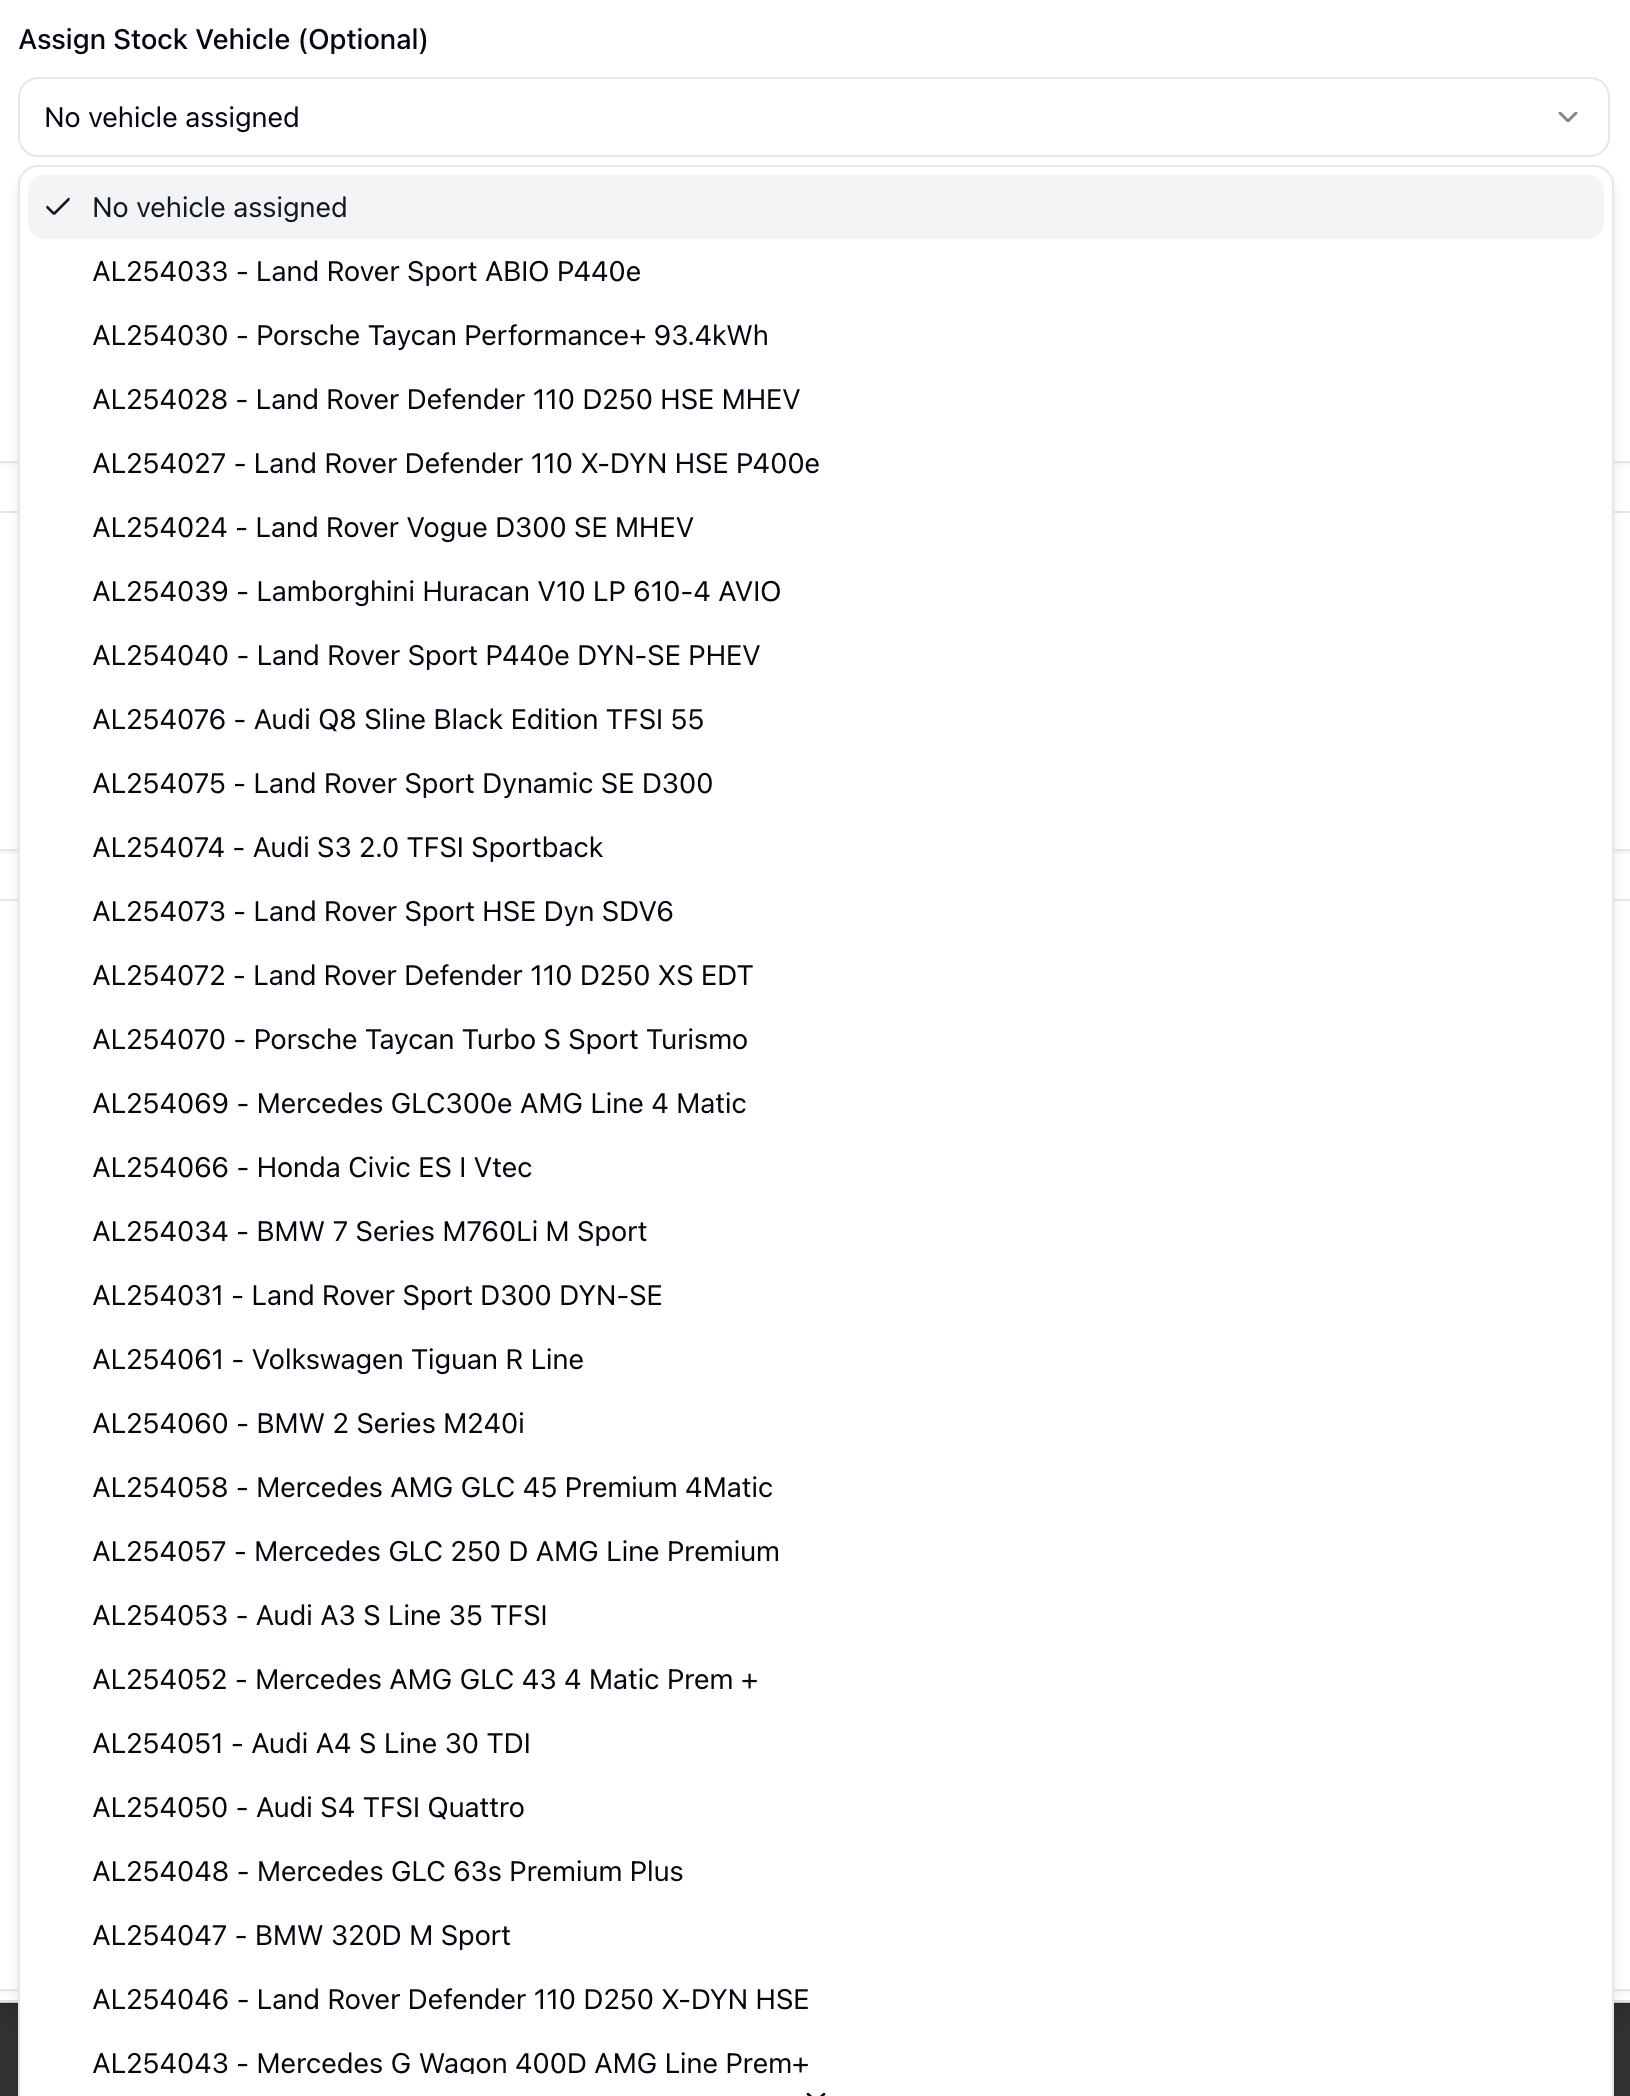 Assign Stock Vehicle (Optional)
No vehicle assigned
No vehicle assigned
AL254033 - Land Rover Sport ABIO P440e
AL254030 - Porsche Taycan Performance+ 93.4kWh
AL254028 - Land Rover Defender 110 D250 HSE MHEV
AL254027 - Land Rover Defender 110 X-DYN HSE P400e
AL254024 - Land Rover Vogue D300 SE MHEV
AL254039 - Lamborghini Huracan V10 LP 610-4 AVIO
AL254040 - Land Rover Sport P440e DYN-SE PHEV
AL254076 - Audi Q8 Sline Black Edition TFSI 55
AL254075 - Land Rover Sport Dynamic SE D300
AL254074 - Audi S3 2.0 TFSI Sportback
AL254073 - Land Rover Sport HSE Dyn SDV6
AL254072 - Land Rover Defender 110 D250 XS EDT
AL254070 - Porsche Taycan Turbo S Sport Turismo
AL254069 - Mercedes GLC300e AMG Line 4 Matic
AL254066 - Honda Civic ES I Vtec
AL254034 - BMW 7 Series M760Li M Sport
AL254031 - Land Rover Sport D300 DYN-SE
AL254061 - Volkswagen Tiguan R Line
AL254060 - BMW 2 Series M240i
AL254058 - Mercedes AMG GLC 45 Premium 4Matic
AL254057 - Mercedes GLC 250 D AMG Line Premium
AL254053 - Audi A3 S Line 35 TFSI
AL254052 - Mercedes AMG GLC 43 4 Matic Prem +
AL254051 - Audi A4 S Line 30 TDI
AL254050 - Audi S4 TFSI Quattro
AL254048 - Mercedes GLC 63s Premium Plus
AL254047 - BMW 320D M Sport
AL254046 - Land Rover Defender 110 D250 X-DYN HSE
AL254043 - Mercedes G Wagon 400D AMG Line Prem+